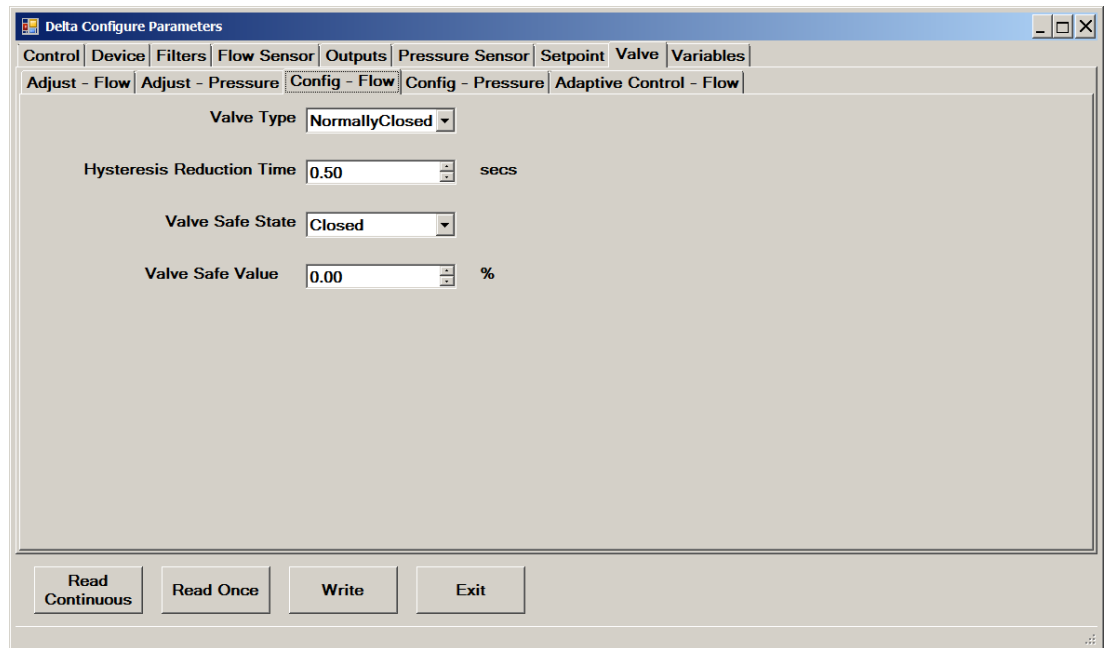 Delta Configure Parameters
Control Device Filters Flow Sensor Outputs Pressure Sensor Setpoint Valve Variables
Adjust - Flow Adjust - Pressure Config - Flow Config - Pressure Adaptive Control - Flow
Valve Type NormallyClosed
Hysteresis Reduction Time 0.50 secs
Valve Safe State Closed
Valve Safe Value 0.00 %
Read
Continuous
Read Once
Write
Exit